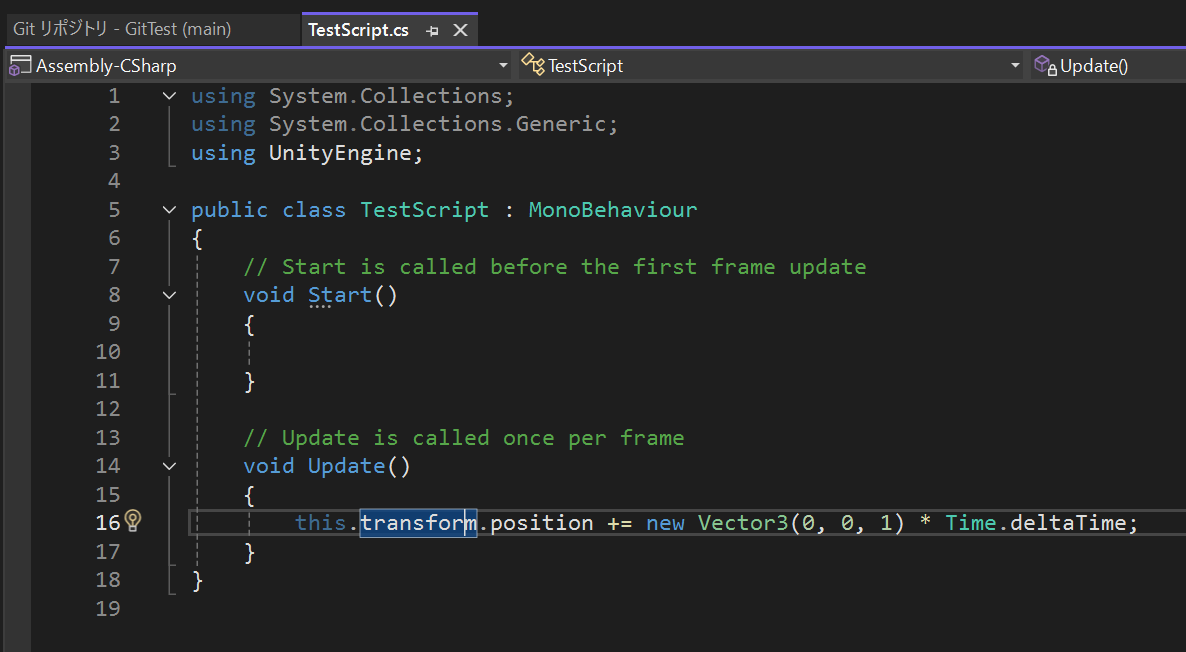 Git リポジトリ - GitTest (main)
TestScript.cs
Assembly-CSharp
TestScript
Update()
1 using System.Collections;
2 using System.Collections.Generic;
3 using UnityEngine;
4
5 public class TestScript : MonoBehaviour
6 {
7 // Start is called before the first frame update
8 void Start()
9 {
10
11 }
12
13 // Update is called once per frame
14 void Update()
15 {
16 this.transform.position += new Vector3(0, 0, 1) * Time.deltaTime;
17 }
18 }
19